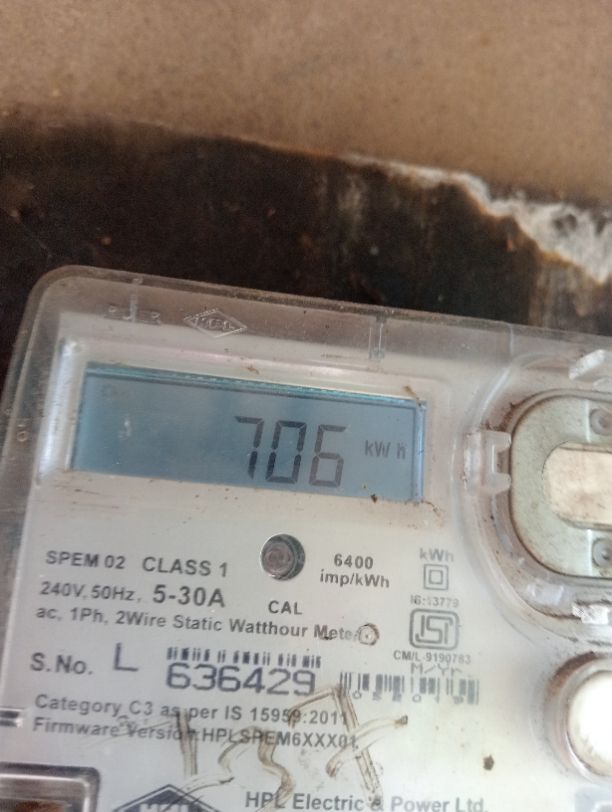 706 kWh
SPEM 02 CLASS 1
6400 imp/kWh
kWh
240V, 50Hz, 5-30A
CAL
IS:13779
ac, 1Ph, 2Wire Static Watthour Meter
ISI
CM/L-9190783
S.No. L 636429
M/Yr.
Category C3 as per IS 15959:2011
Firmware Version:HPLSPEM6XXX01
HPL Electric & Power Ltd.